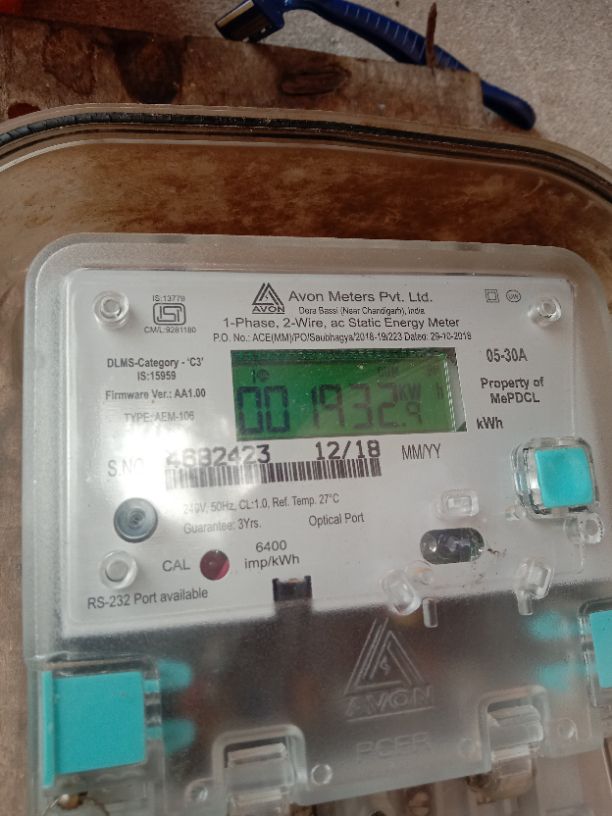 IS:13779
CM/L:9281180
AVON
Avon Meters Pvt. Ltd.
Dera Bassi (Near Chandigarh), India
1-Phase, 2-Wire, ac Static Energy Meter
P.O. No.: ACE(MM)/PO/Saubhagya/2018-19/223 Dated: 29-10-2018
DLMS-Category - 'C3'
IS:15959
Firmware Ver.: AA1.00
TYPE: AEM-106
001932.9 KW h
05-30A
Property of
MePDCL
kWh
S.NO. 4682423 12/18 MM/YY
240V, 50Hz, CL:1.0, Ref. Temp. 27°C
Guarantee: 3Yrs. Optical Port
CAL 6400
imp/kWh
RS-232 Port available
AVON